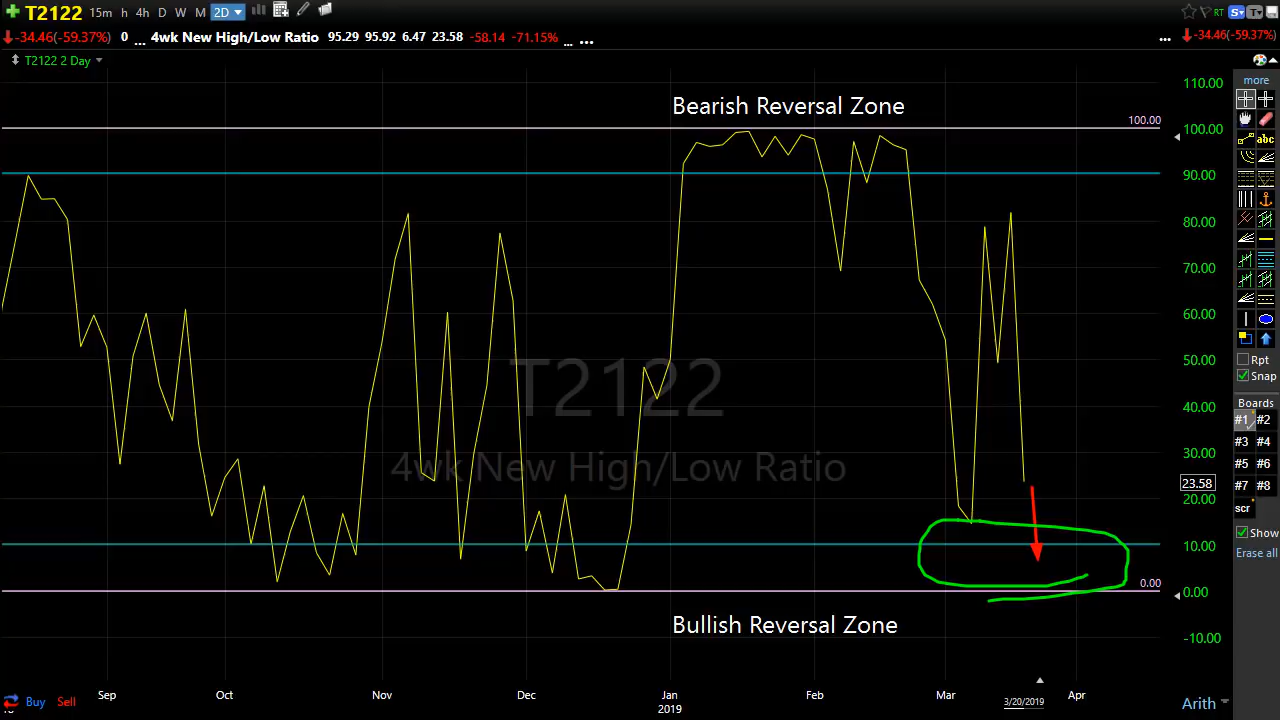 T2122 15m h 4h D W M 2D RT S T
-34.46(-59.37%) 0 ... 4wk New High/Low Ratio 95.29 95.92 6.47 23.58 -58.14 -71.15% ... ... ... -34.46(-59.37%)
T2122 2 Day
more
110.00
Bearish Reversal Zone
100.00
100.00
abc
90.00
80.00
70.00
60.00
50.00
Rpt
Snap
T2122
40.00
Boards
#1 #2
#3 #4
4wk New High/Low Ratio
30.00
#5 #6
23.58
#7 #8
20.00
scr
Show
10.00
Erase all
0.00
0.00
Bullish Reversal Zone
-10.00
Buy Sell
Sep Oct Nov Dec Jan Feb Mar Apr
2019
3/20/2019
Arith